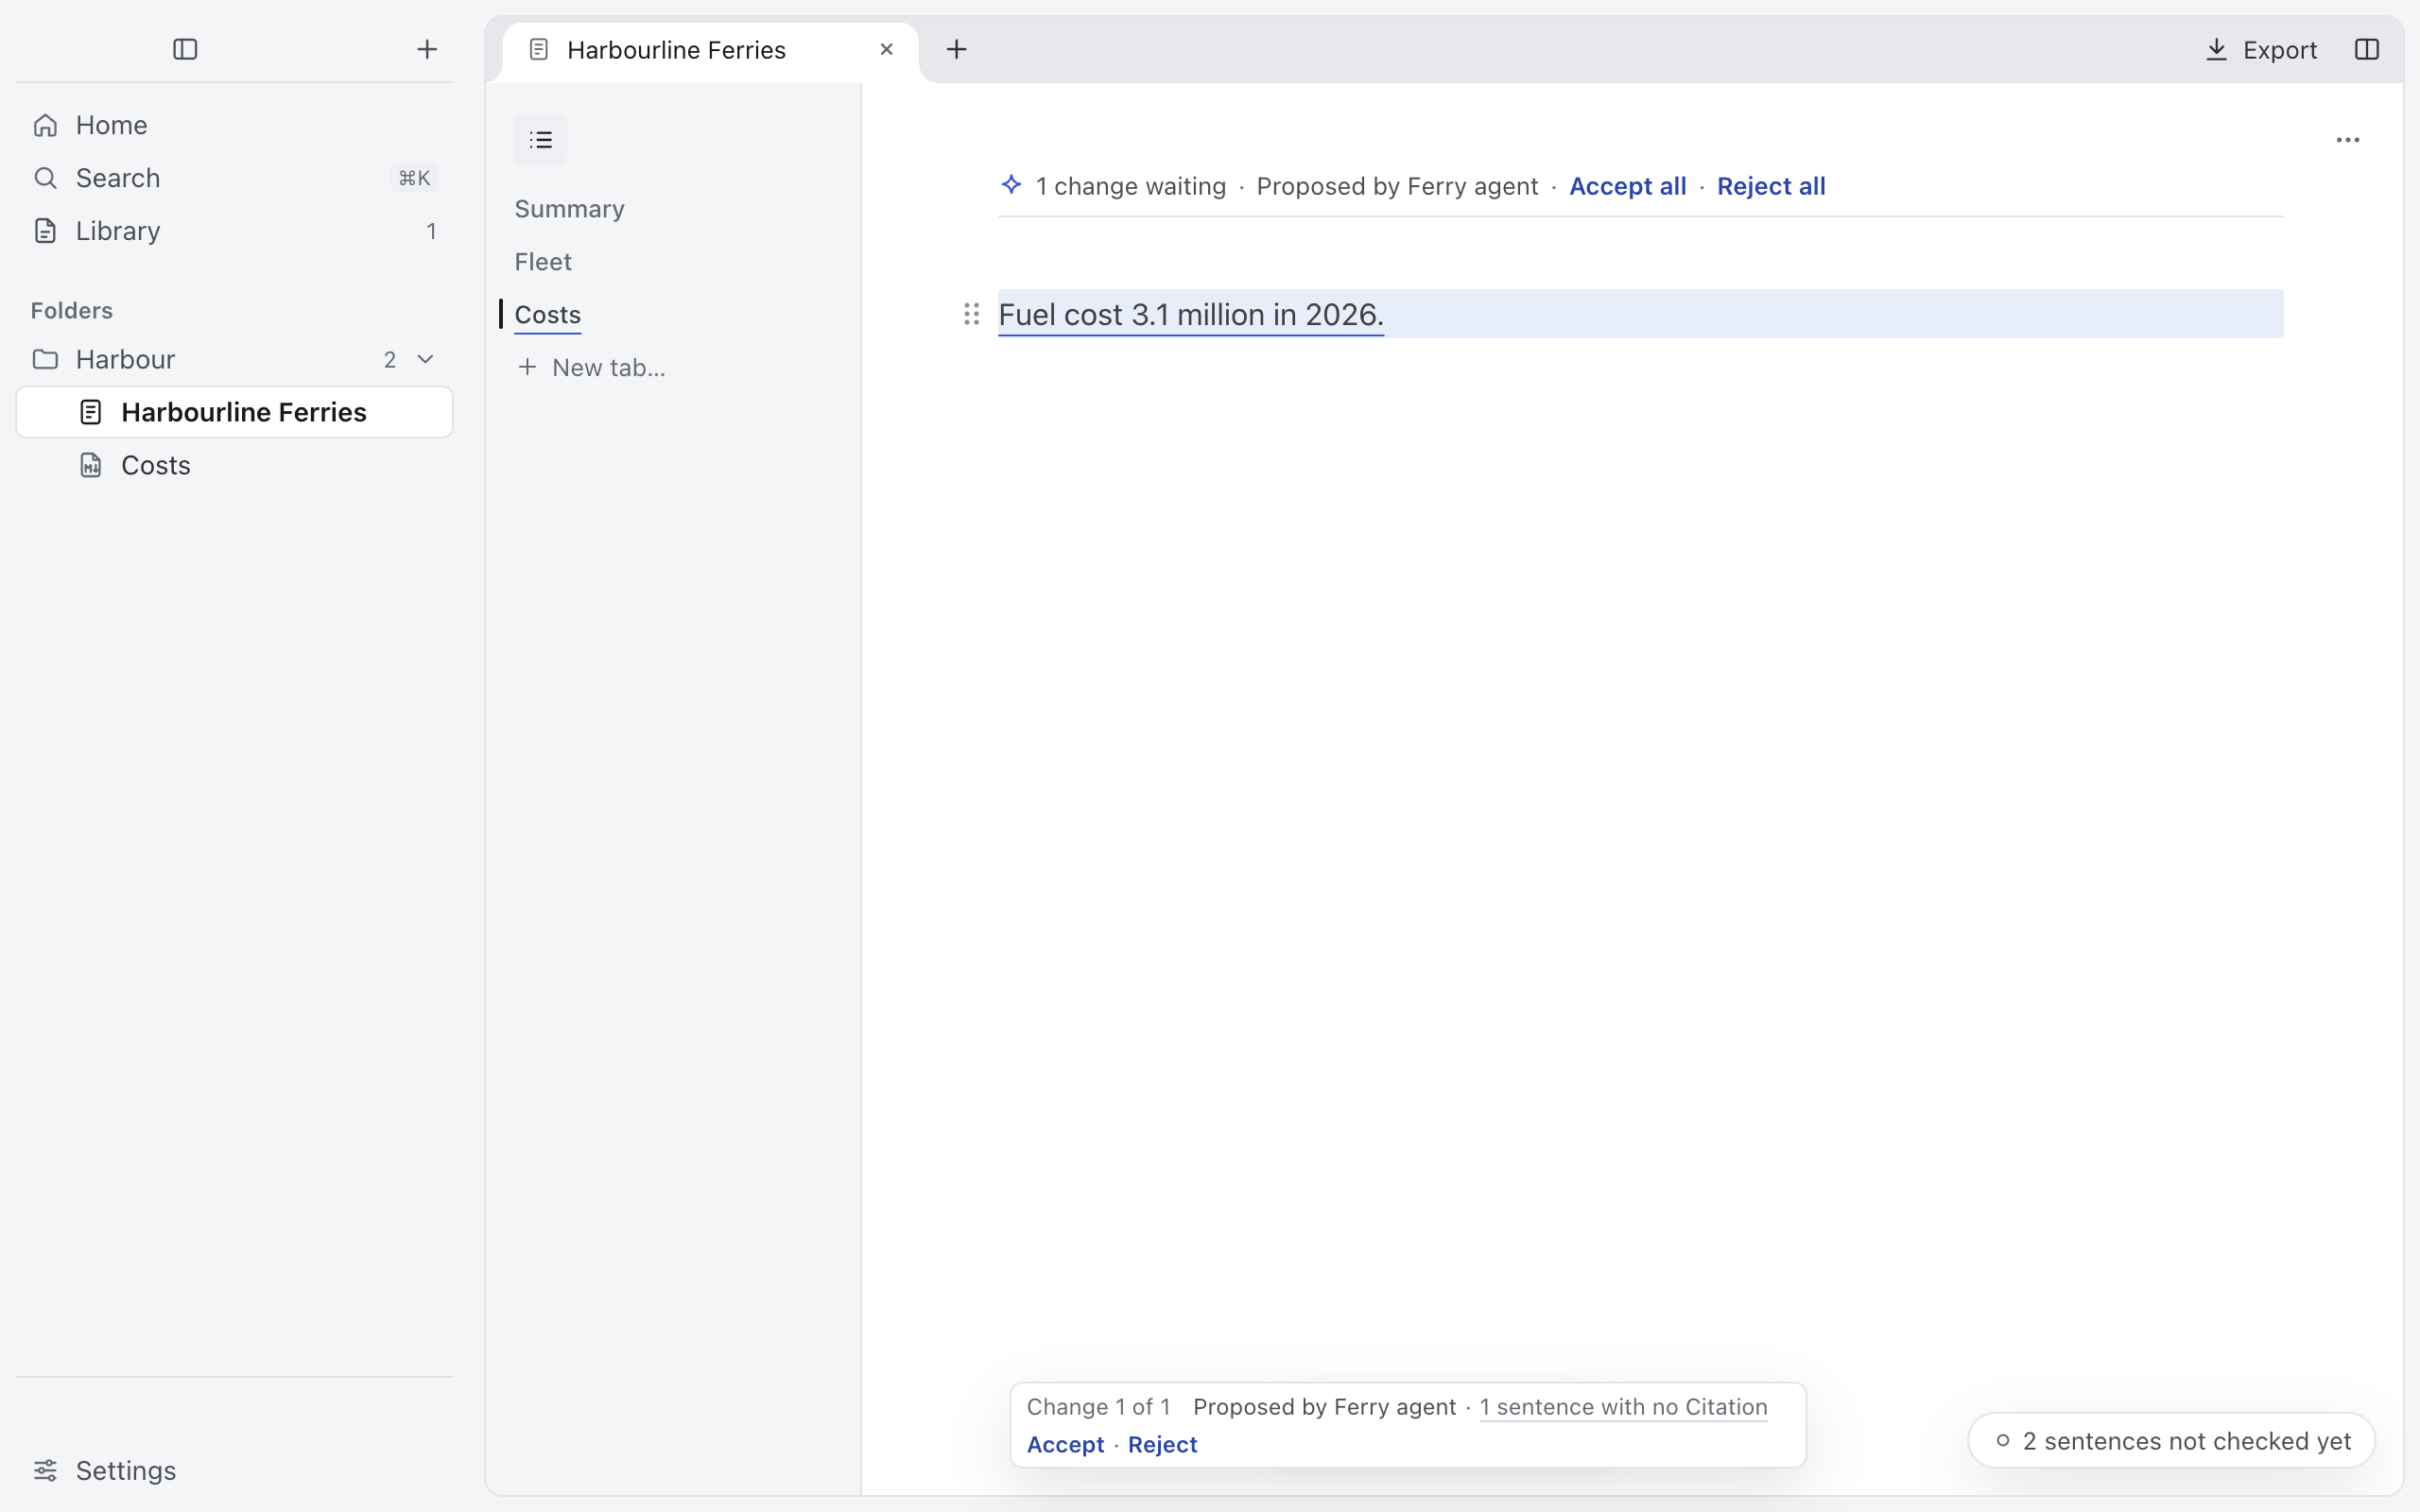 Home
Search ⌘K
Library 1
Folders
Harbour 2
Harbourline Ferries
Costs
Settings
Harbourline Ferries
Export
Summary
Fleet
Costs
New tab...
1 change waiting · Proposed by Ferry agent · Accept all · Reject all
Fuel cost 3.1 million in 2026.
Change 1 of 1 Proposed by Ferry agent · 1 sentence with no Citation
Accept · Reject
2 sentences not checked yet